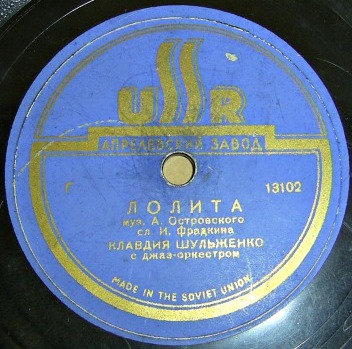 USSR
АПРЕЛЕВСКИЙ ЗАВОД
Г 13102
ЛОЛИТА
муз. А. Островского
сл. И. Фрадкина
КЛАВДИЯ ШУЛЬЖЕНКО
с джаз-оркестром
MADE IN THE SOVIET UNION